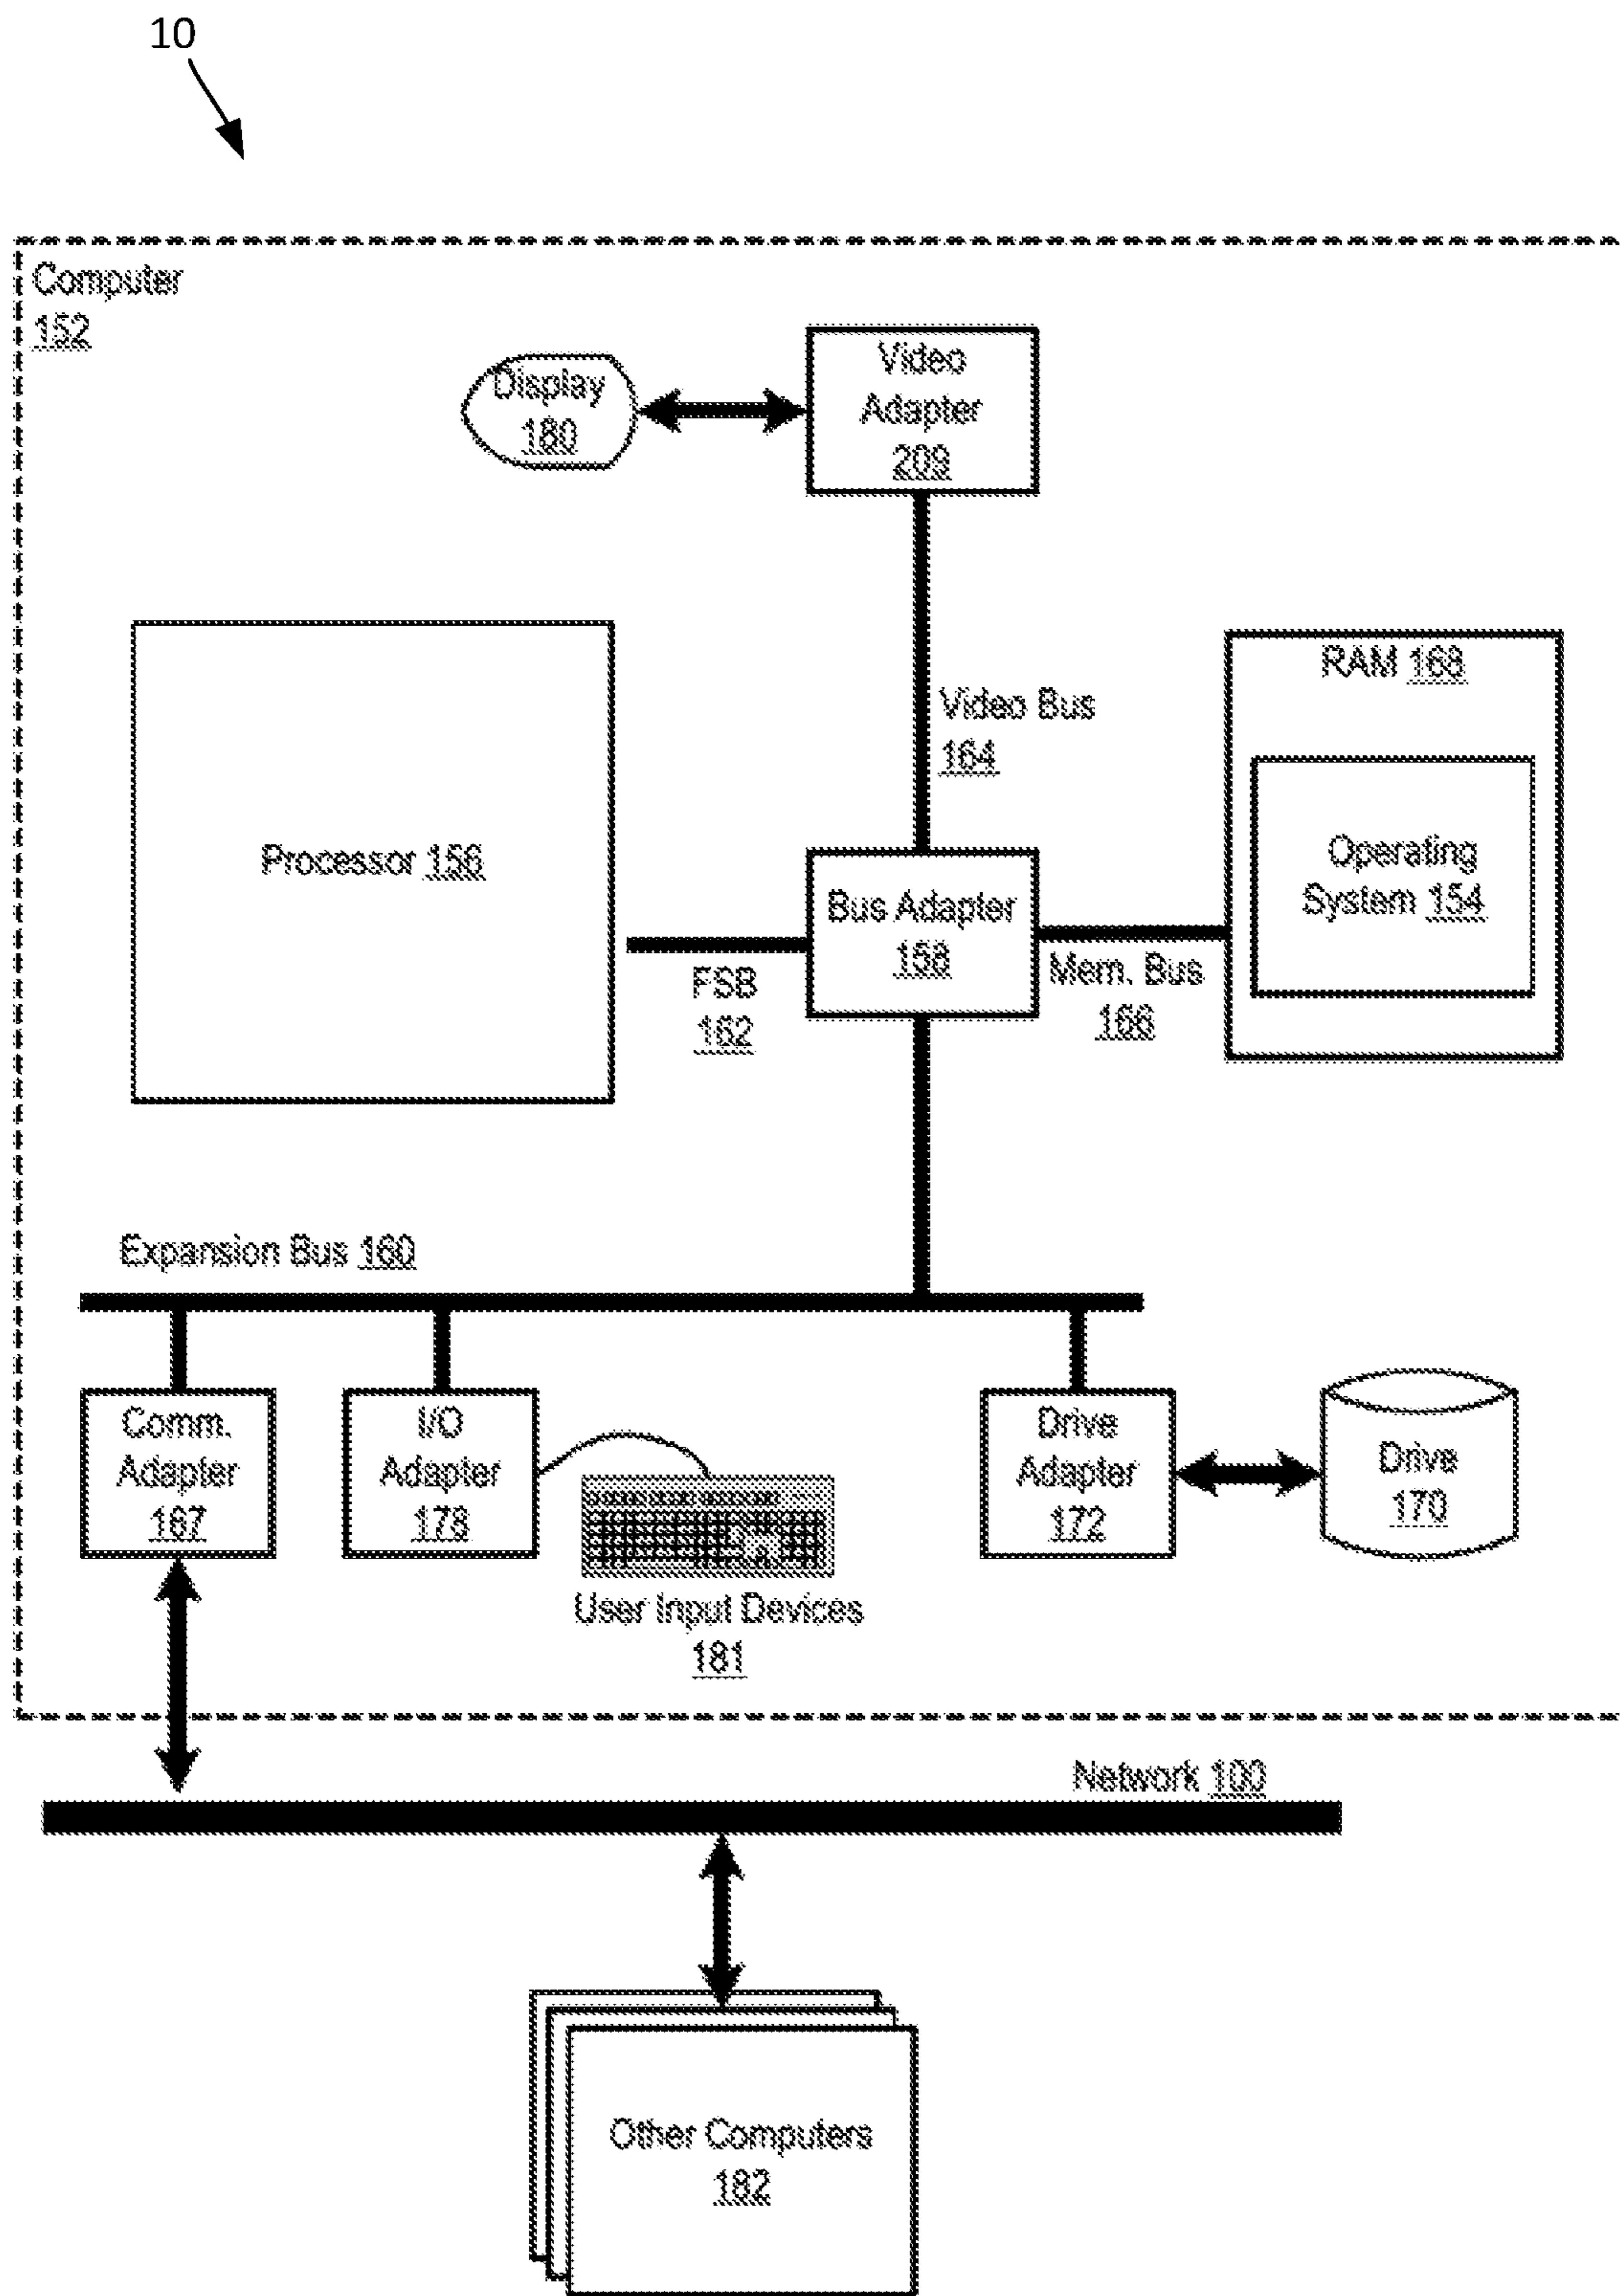 10
Computer
152
Display
180
Video
Adapter
209
Processor 156
Video Bus
164
RAM 168
Operating
System 154
Bus Adapter
158
FSB
162
Mem. Bus
166
Expansion Bus 160
Comm.
Adapter
167
I/O
Adapter
178
User Input Devices
181
Drive
Adapter
172
Drive
170
Network 100
Other Computers
182